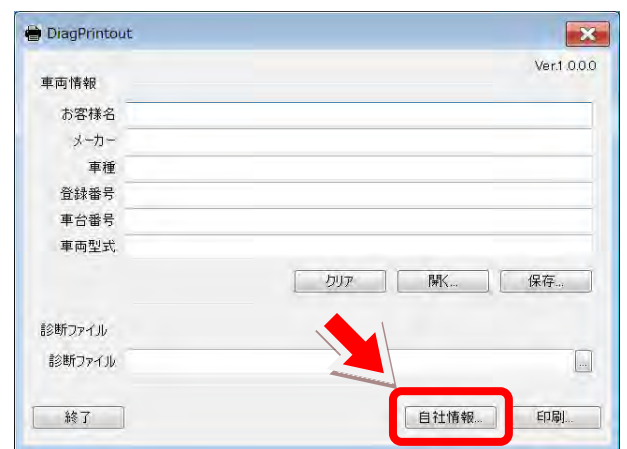 DiagPrintout
Ver.1.0.0.0
車両情報
お客様名
メーカー
車種
登録番号
車台番号
車両型式
クリア 開く... 保存...
診断ファイル
診断ファイル ...
終了 自社情報... 印刷...